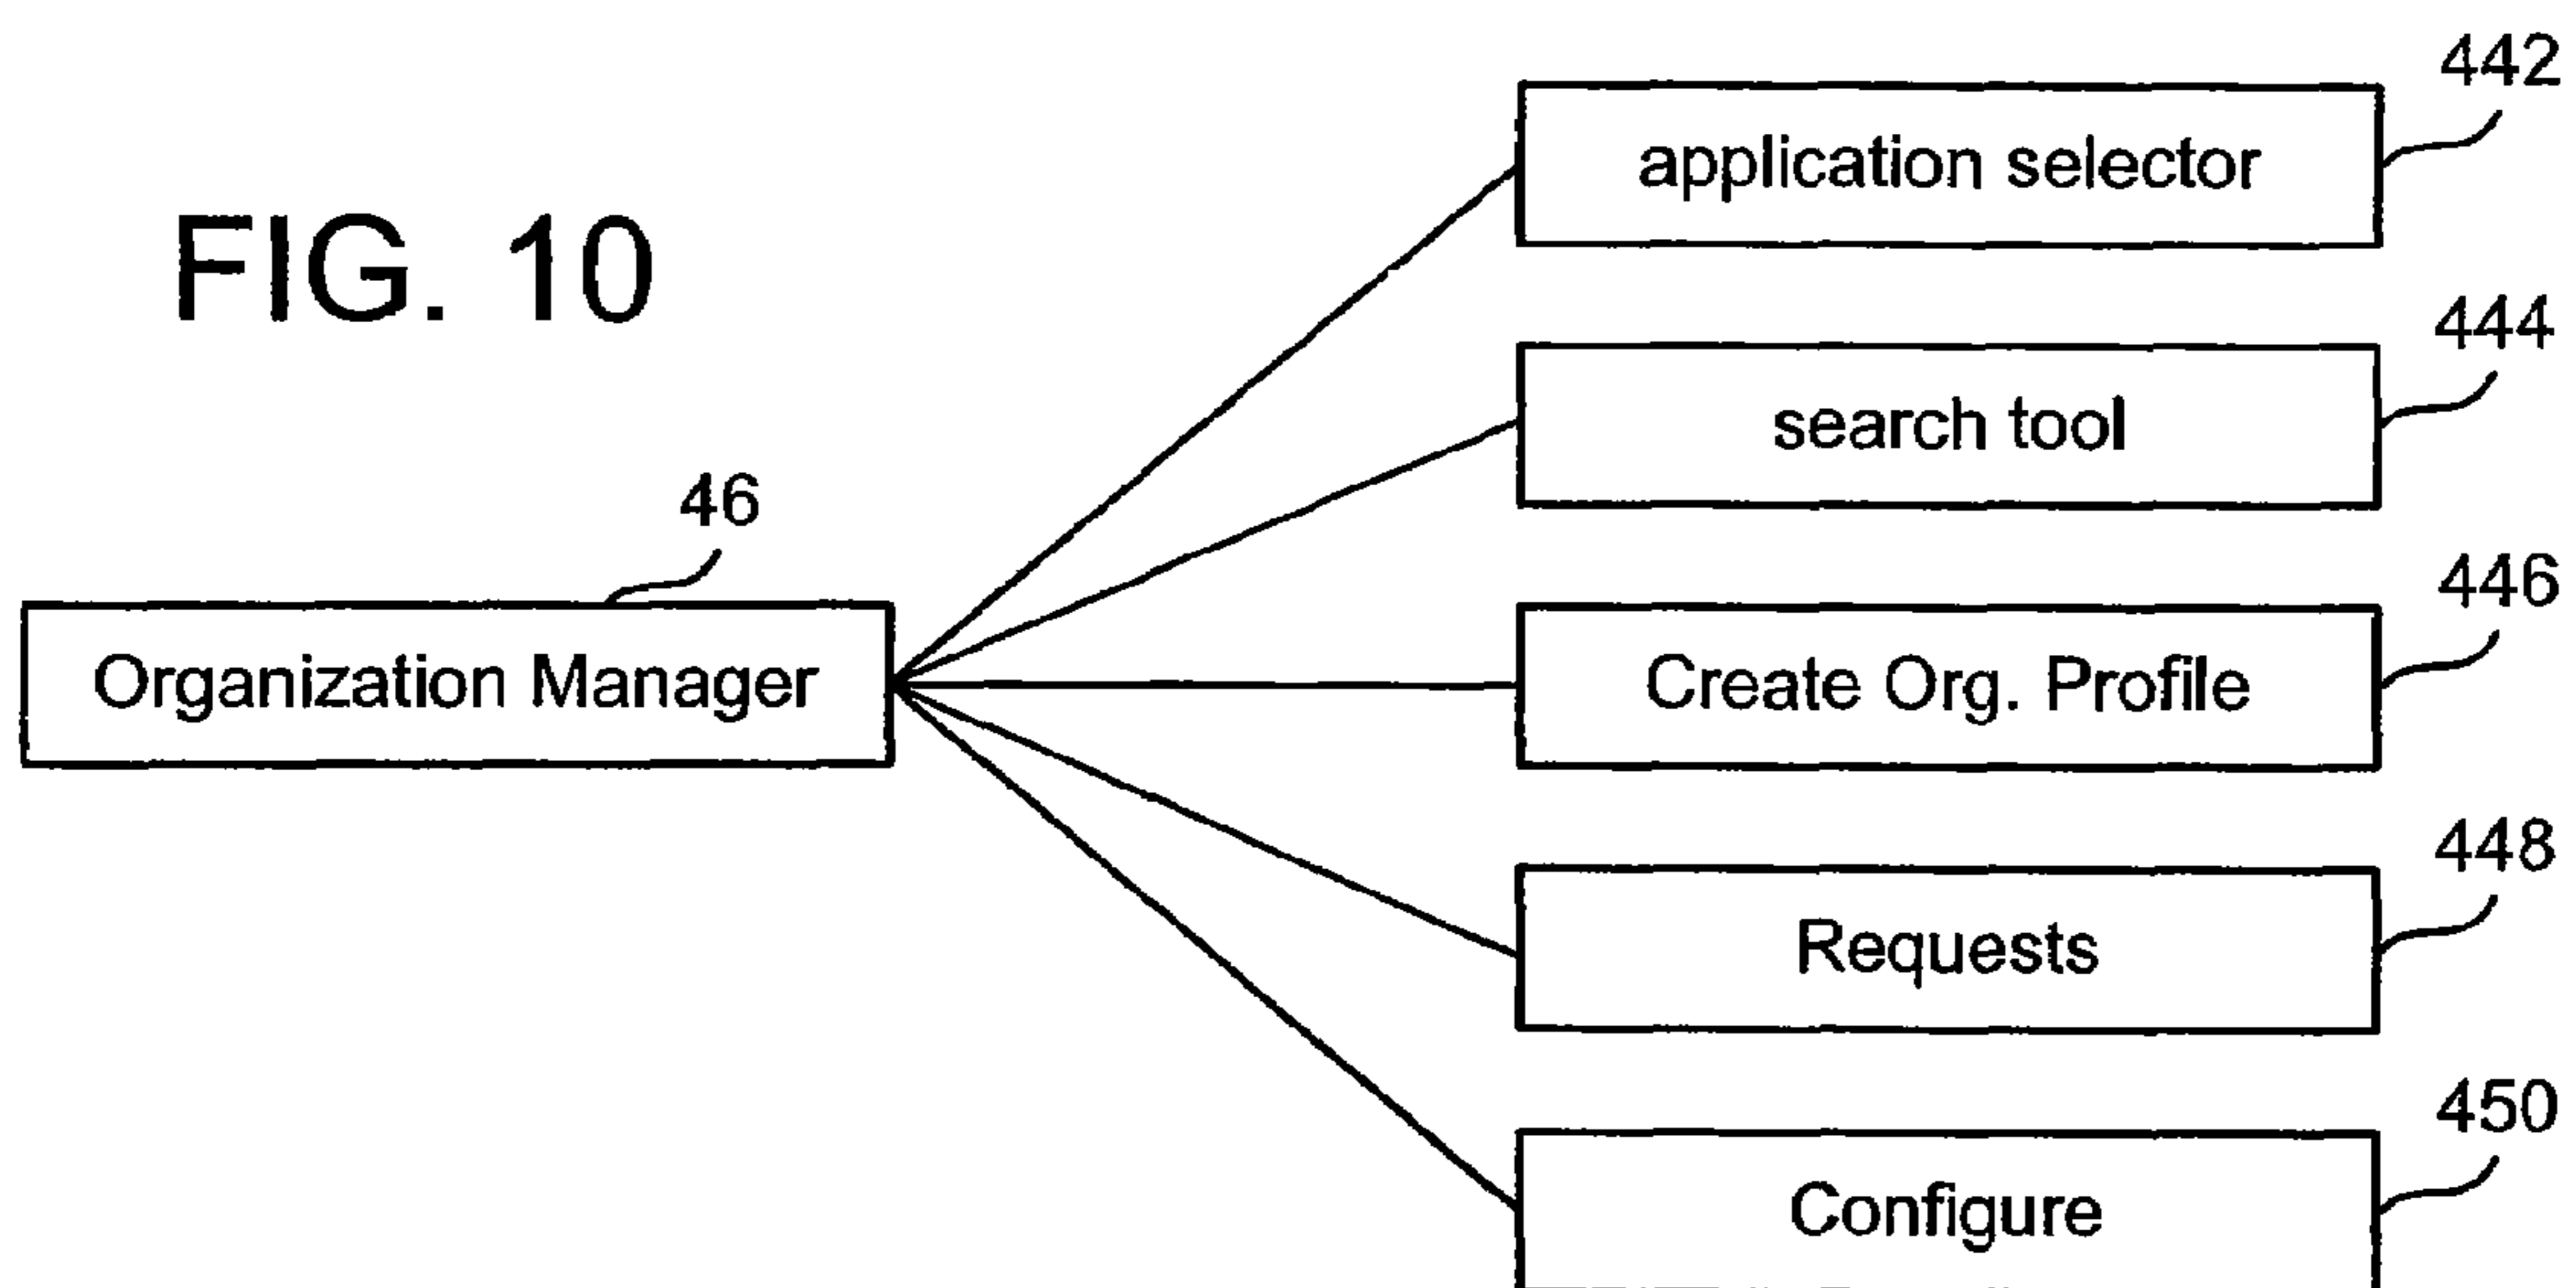 FIG. 10
442
application selector
444
search tool
46
Organization Manager
446
Create Org. Profile
448
Requests
450
Configure